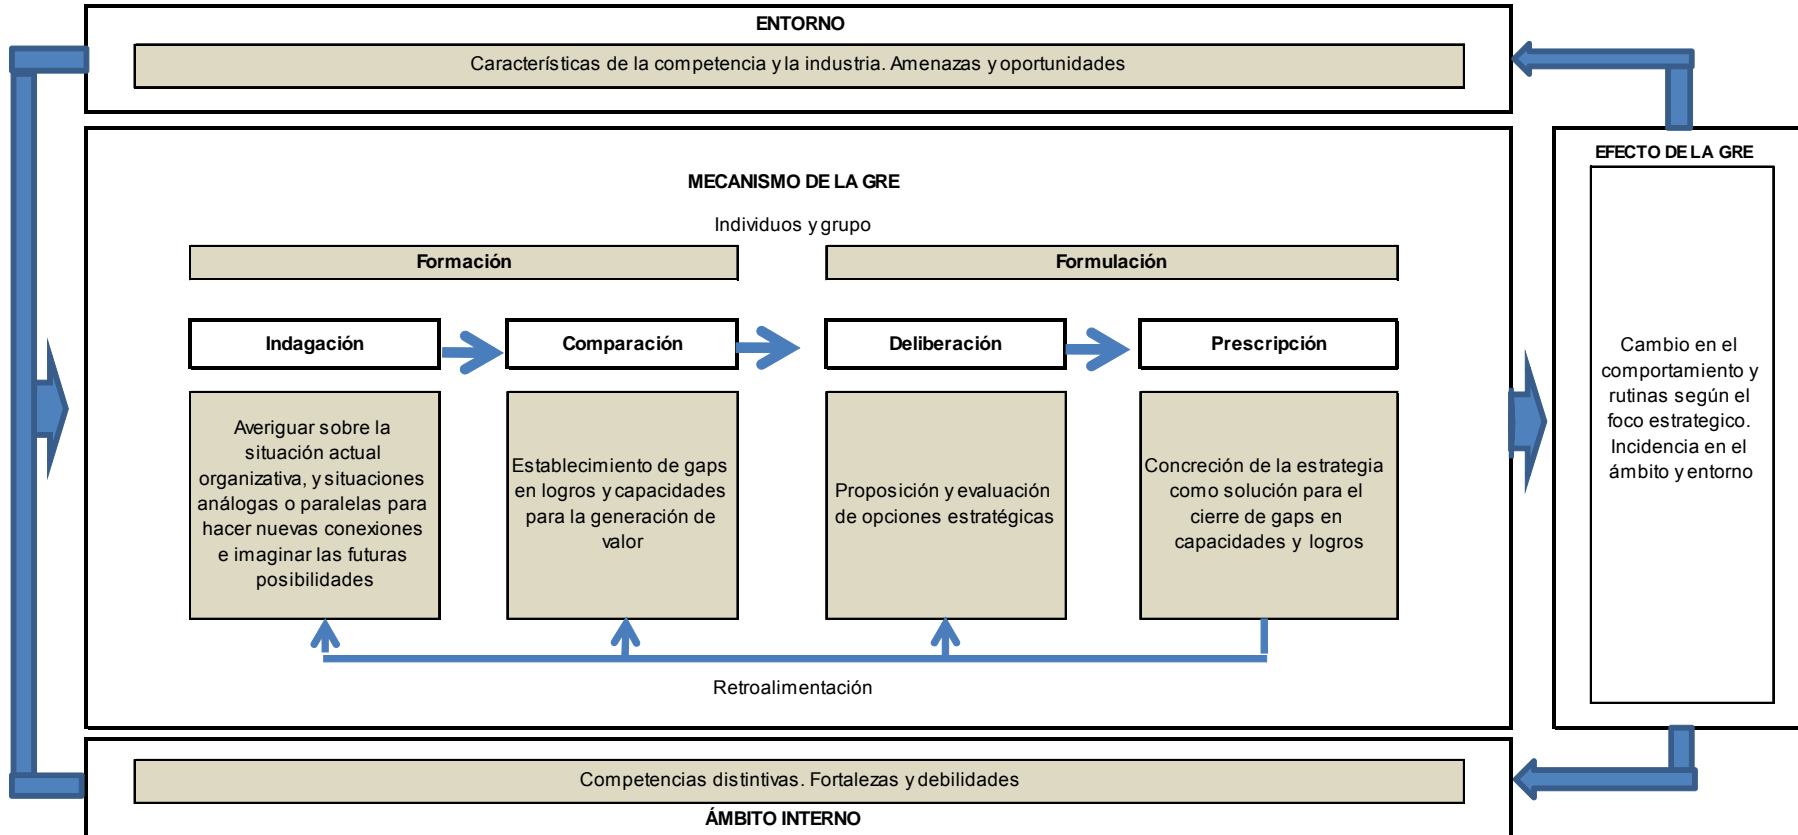 ENTORNO
Características de la competencia y la industria. Amenazas y oportunidades
MECANISMO DE LA GRE
Individuos y grupo
Formación
Formulación
Indagación
Comparación
Deliberación
Prescripción
Averiguar sobre la
situación actual
organizativa, y situaciones
análogas o paralelas para
hacer nuevas conexiones
e imaginar las futuras
posibilidades
Establecimiento de gaps
en logros y capacidades
para la generación de
valor
Proposición y evaluación
de opciones estratégicas
Concreción de la estrategia
como solución para el
cierre de gaps en
capacidades y logros
Retroalimentación
EFECTO DE LA GRE
Cambio en el
comportamiento y
rutinas según el
foco estrategico.
Incidencia en el
ámbito y entorno
Competencias distintivas. Fortalezas y debilidades
ÁMBITO INTERNO